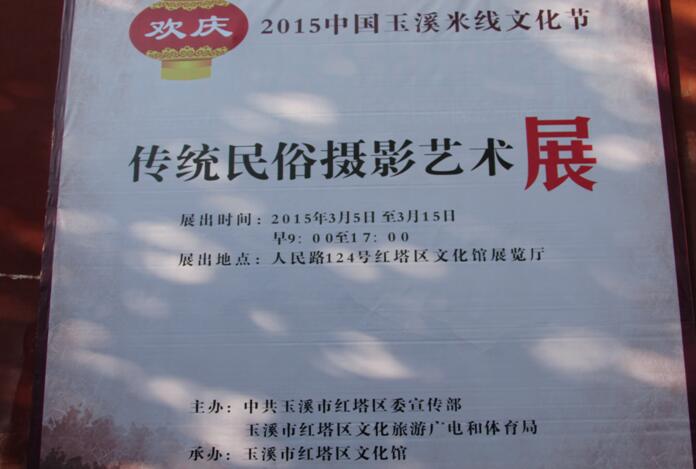 欢庆 2015中国玉溪米线文化节
传统民俗摄影艺术展
展出时间：2015年3月5日至3月15日
早9：00至17：00
展出地点：人民路124号红塔区文化馆展览厅
主办：中共玉溪市红塔区委宣传部
玉溪市红塔区文化旅游广电和体育局
承办：玉溪市红塔区文化馆